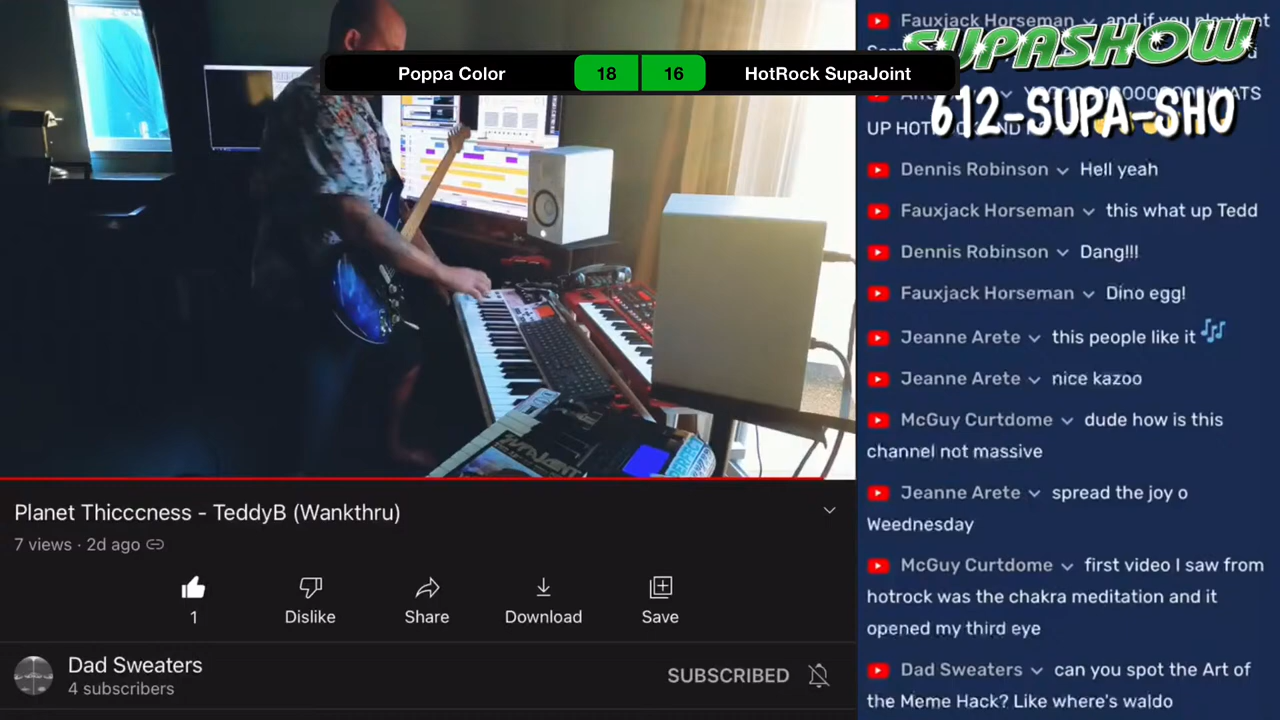 Poppa Color 18 16 HotRock SupaJoint
Planet Thicccness - TeddyB (Wankthru)
7 views · 2d ago
1 Dislike Share Download Save
Dad Sweaters
4 subscribers
SUBSCRIBED
SUPASHOW
612-SUPA-SHO
Fauxjack Horseman and if you play that
UP HOT
Dennis Robinson Hell yeah
Fauxjack Horseman this what up Tedd
Dennis Robinson Dang!!!
Fauxjack Horseman Dino egg!
Jeanne Arete this people like it 🎶
Jeanne Arete nice kazoo
McGuy Curtdome dude how is this
channel not massive
Jeanne Arete spread the joy o
Weednesday
McGuy Curtdome first video I saw from
hotrock was the chakra meditation and it
opened my third eye
Dad Sweaters can you spot the Art of
the Meme Hack? Like where's waldo